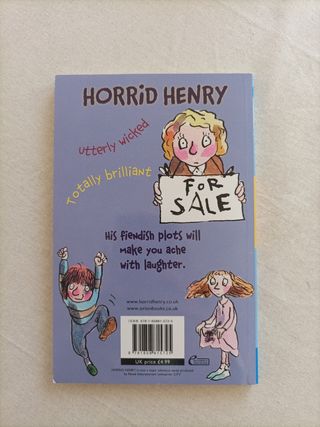 HORRiD HENRY
utterly wicked
Totally brilliant
FOR
SALE
His fiendish plots will
make you ache
with laughter.
www.horridhenry.co.uk
www.orionbooks.co.uk
UK price £4.99